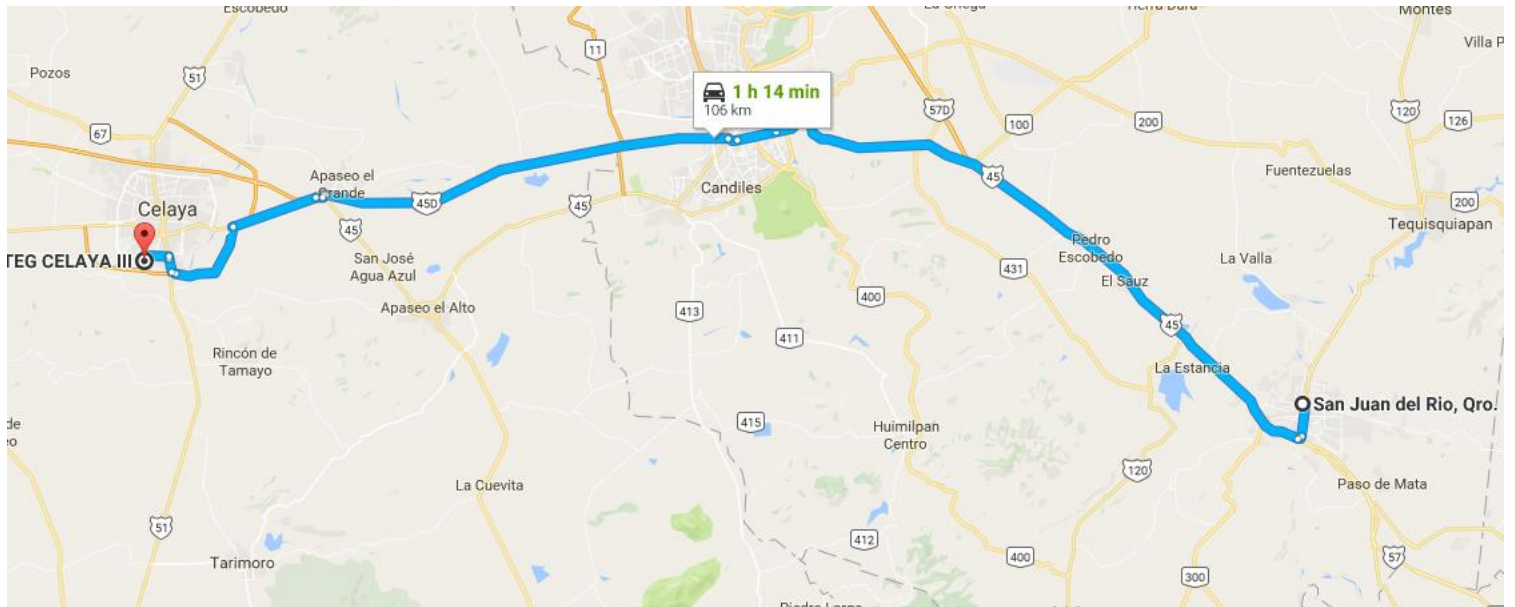 Escobedo
Montes
Villa P
Pozos
51
11
1 h 14 min
106 km
57D
100
200
120
126
67
Apaseo el
Grande
Fuentezuelas
Candiles
45
45D
45
200
Celaya
Tequisquiapan
45
TEG CELAYA III
San José
Agua Azul
Pedro
Escobedo
La Valla
431
El Sauz
Apaseo el Alto
413
400
411
45
Rincón de
Tamayo
La Estancia
San Juan del Rio, Qro.
415
Huimilpan
Centro
de
eo
120
Paso de Mata
La Cuevita
51
412
400
57
Tarimoro
300